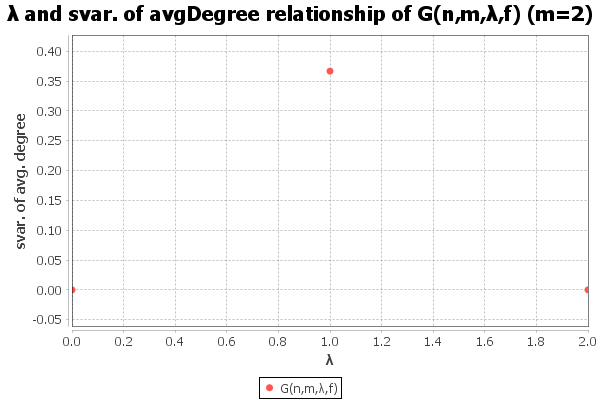 λ and svar. of avgDegree relationship of G(n,m,λ,f) (m=2)
svar. of avg. degree
0.40
0.35
0.30
0.25
0.20
0.15
0.10
0.05
0.00
-0.05
0.0 0.2 0.4 0.6 0.8 1.0 1.2 1.4 1.6 1.8 2.0
λ
G(n,m,λ,f)